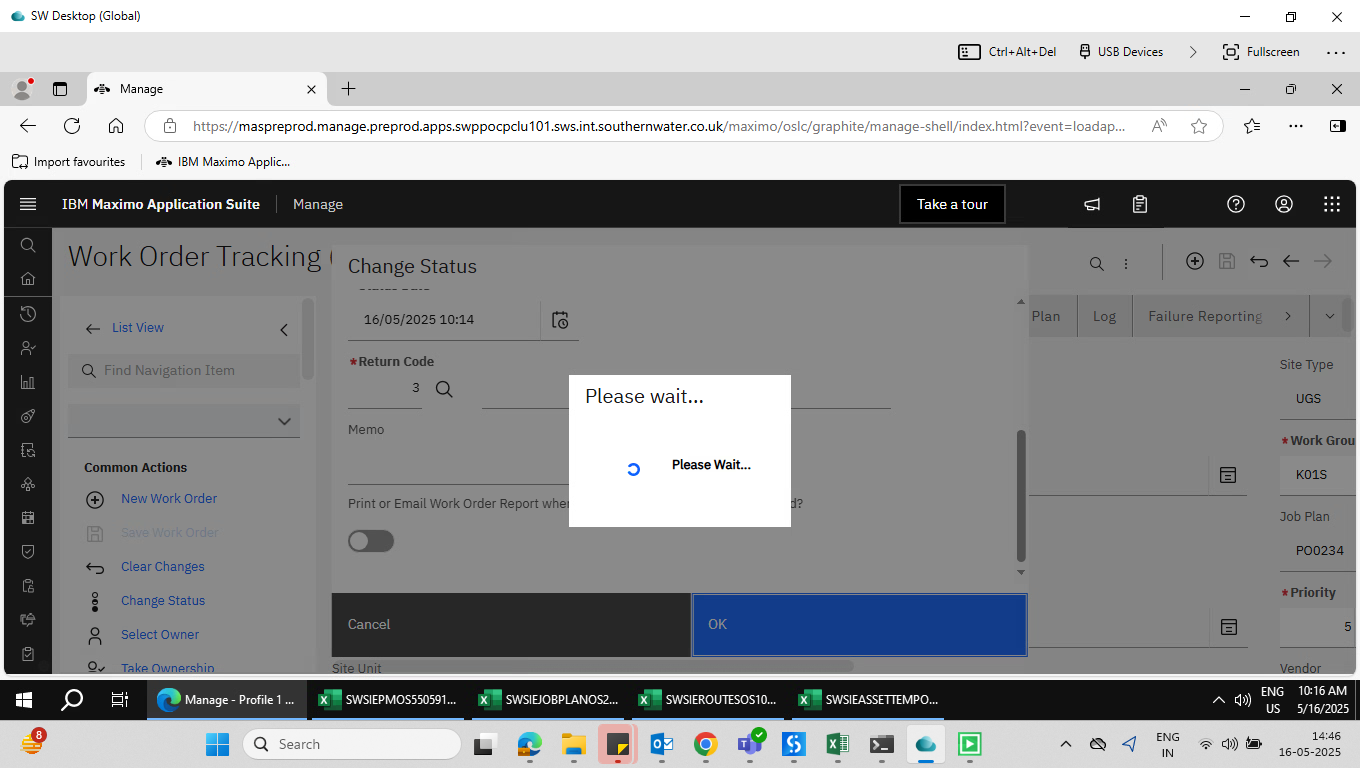 SW Desktop (Global)
Ctrl+Alt+Del
USB Devices
Fullscreen
Manage
https://maspreprod.manage.preprod.apps.swppocpclu101.sws.int.southernwater.co.uk/maximo/oslc/graphite/manage-shell/index.html?event=loadap...
Import favourites
IBM Maximo Applic...
IBM Maximo Application Suite
Manage
Take a tour
Work Order Tracking (
Change Status
16/05/2025 10:14
*Return Code
3
Memo
Print or Email Work Order Report when
d?
Cancel
OK
Site Unit
Please wait...
Please Wait...
List View
Find Navigation Item
Common Actions
New Work Order
Save Work Order
Clear Changes
Change Status
Select Owner
Take Ownership
Plan
Log
Failure Reporting
Site Type
UGS
*Work Grou
K01S
Job Plan
PO0234
*Priority
5
Vendor
Manage - Profile 1 ...
SWSIEPMOS550591...
SWSIEJOBPLANOS2...
SWSIEROUTESOS10...
SWSIEASSETTEMPO...
ENG
US
10:16 AM
5/16/2025
8
Search
ENG
IN
14:46
16-05-2025